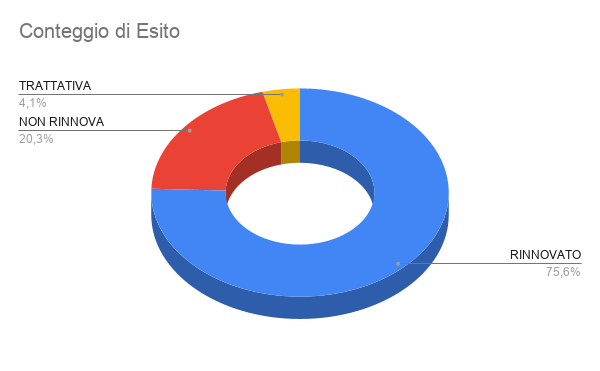 Conteggio di Esito
TRATTATIVA
4,1%
NON RINNOVA
20,3%
RINNOVATO
75,6%